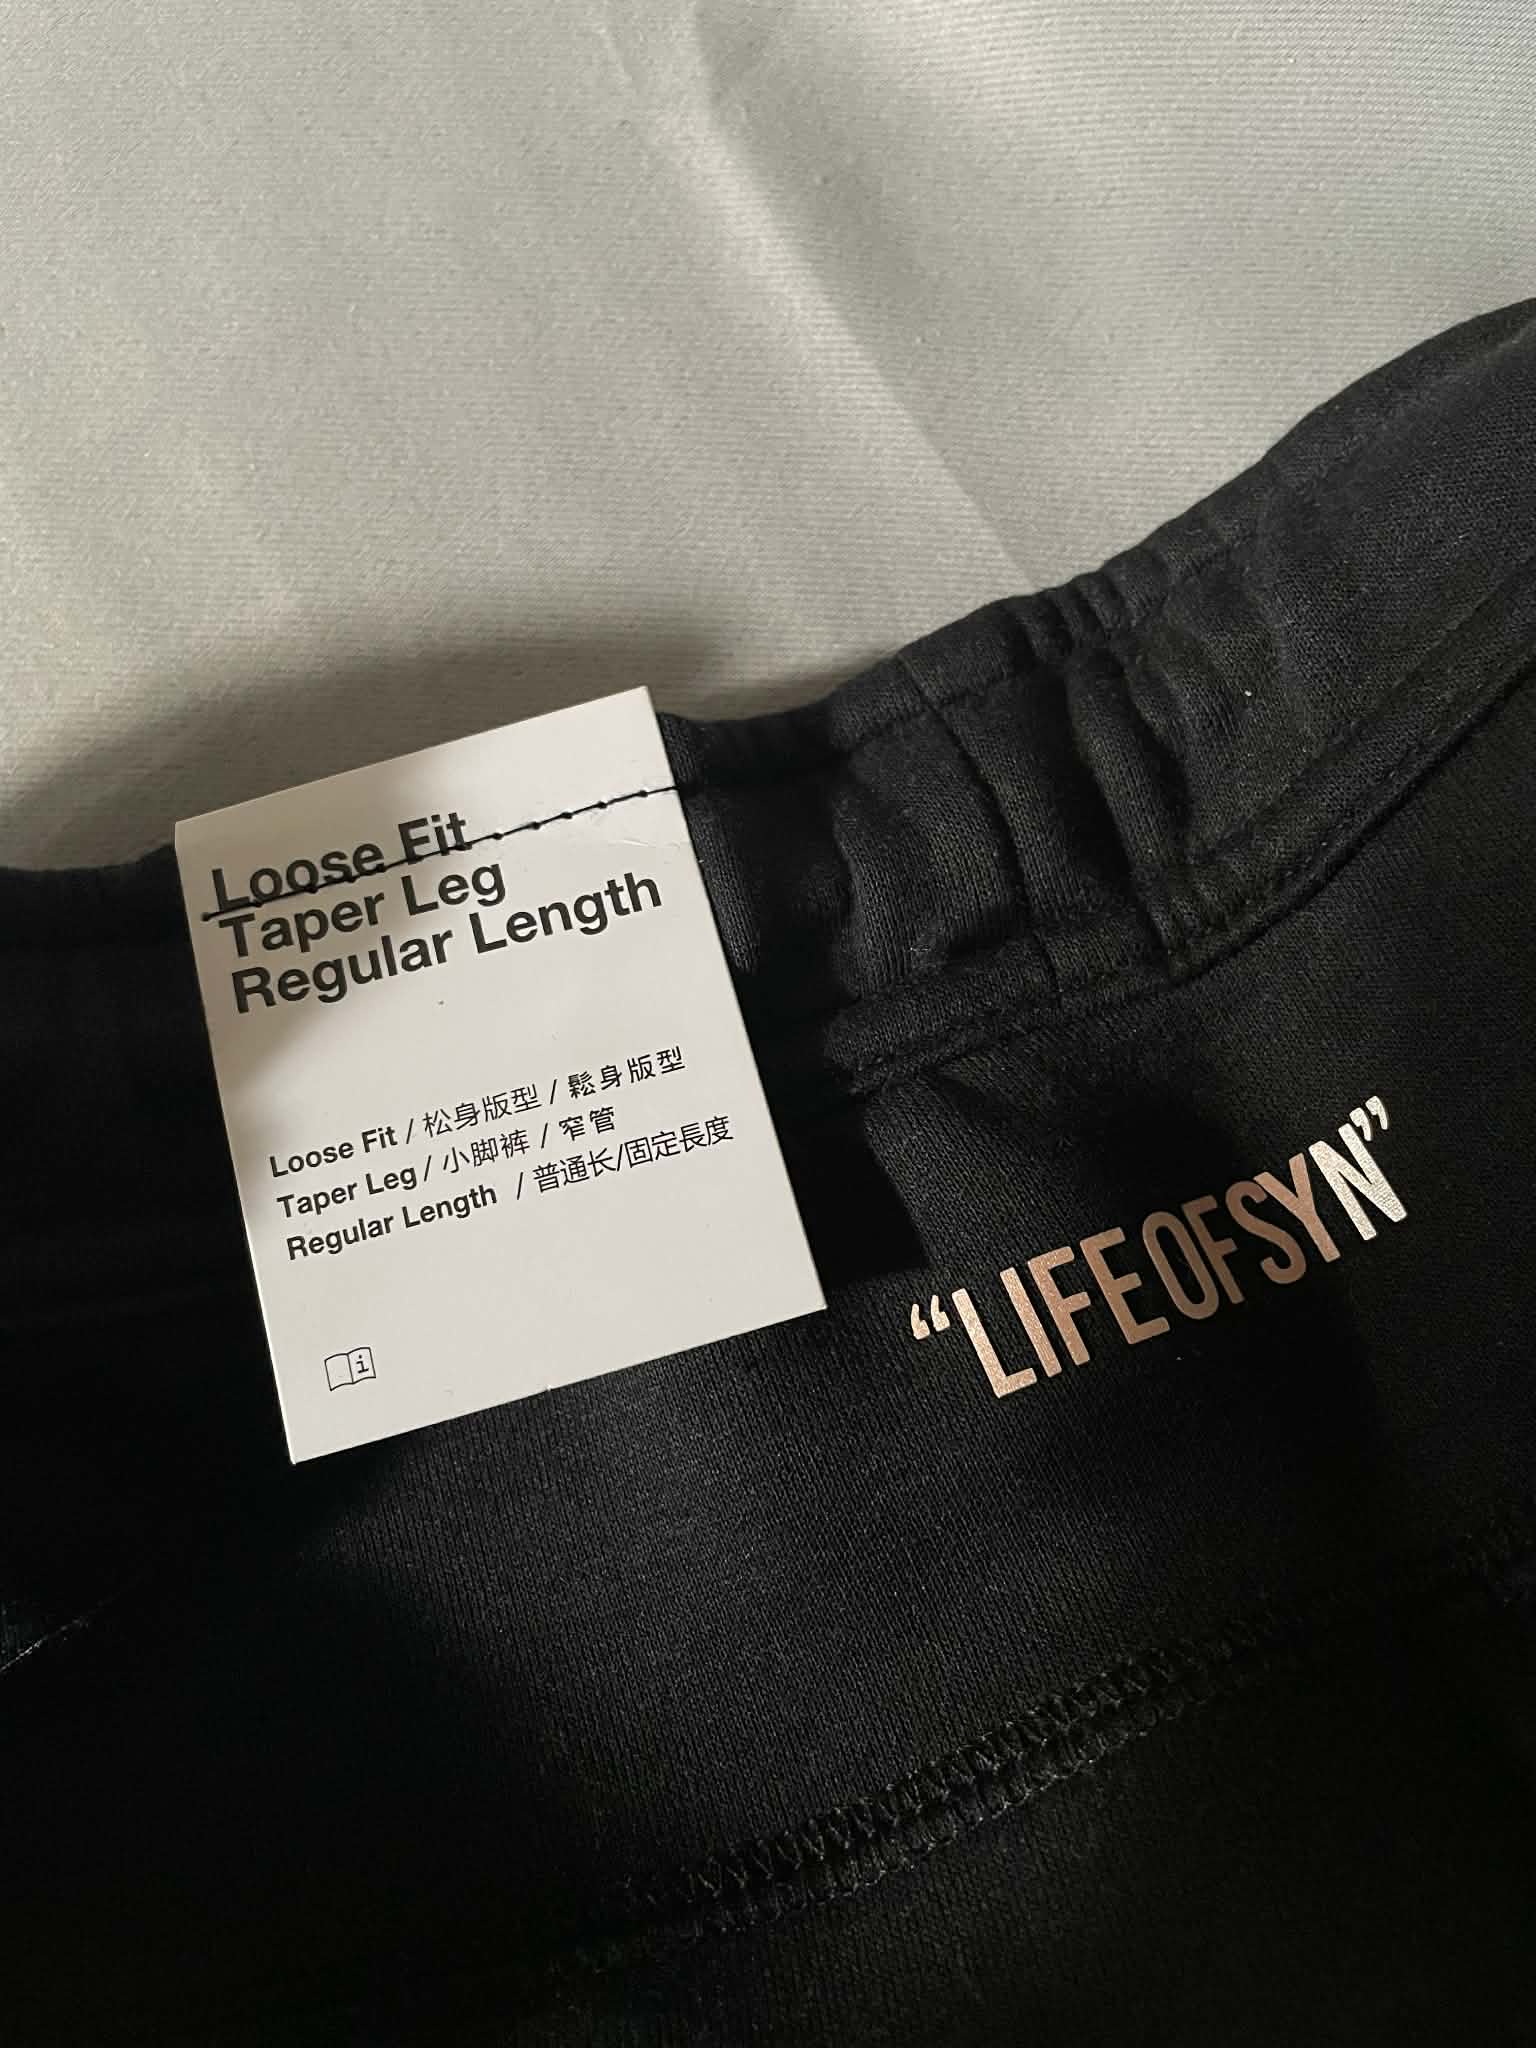 Loose Fit
Taper Leg
Regular Length
Loose Fit / 松身版型 / 鬆身版型
Taper Leg / 小脚裤 / 窄管
Regular Length / 普通长/固定長度
i
“LIFEOFSYN”